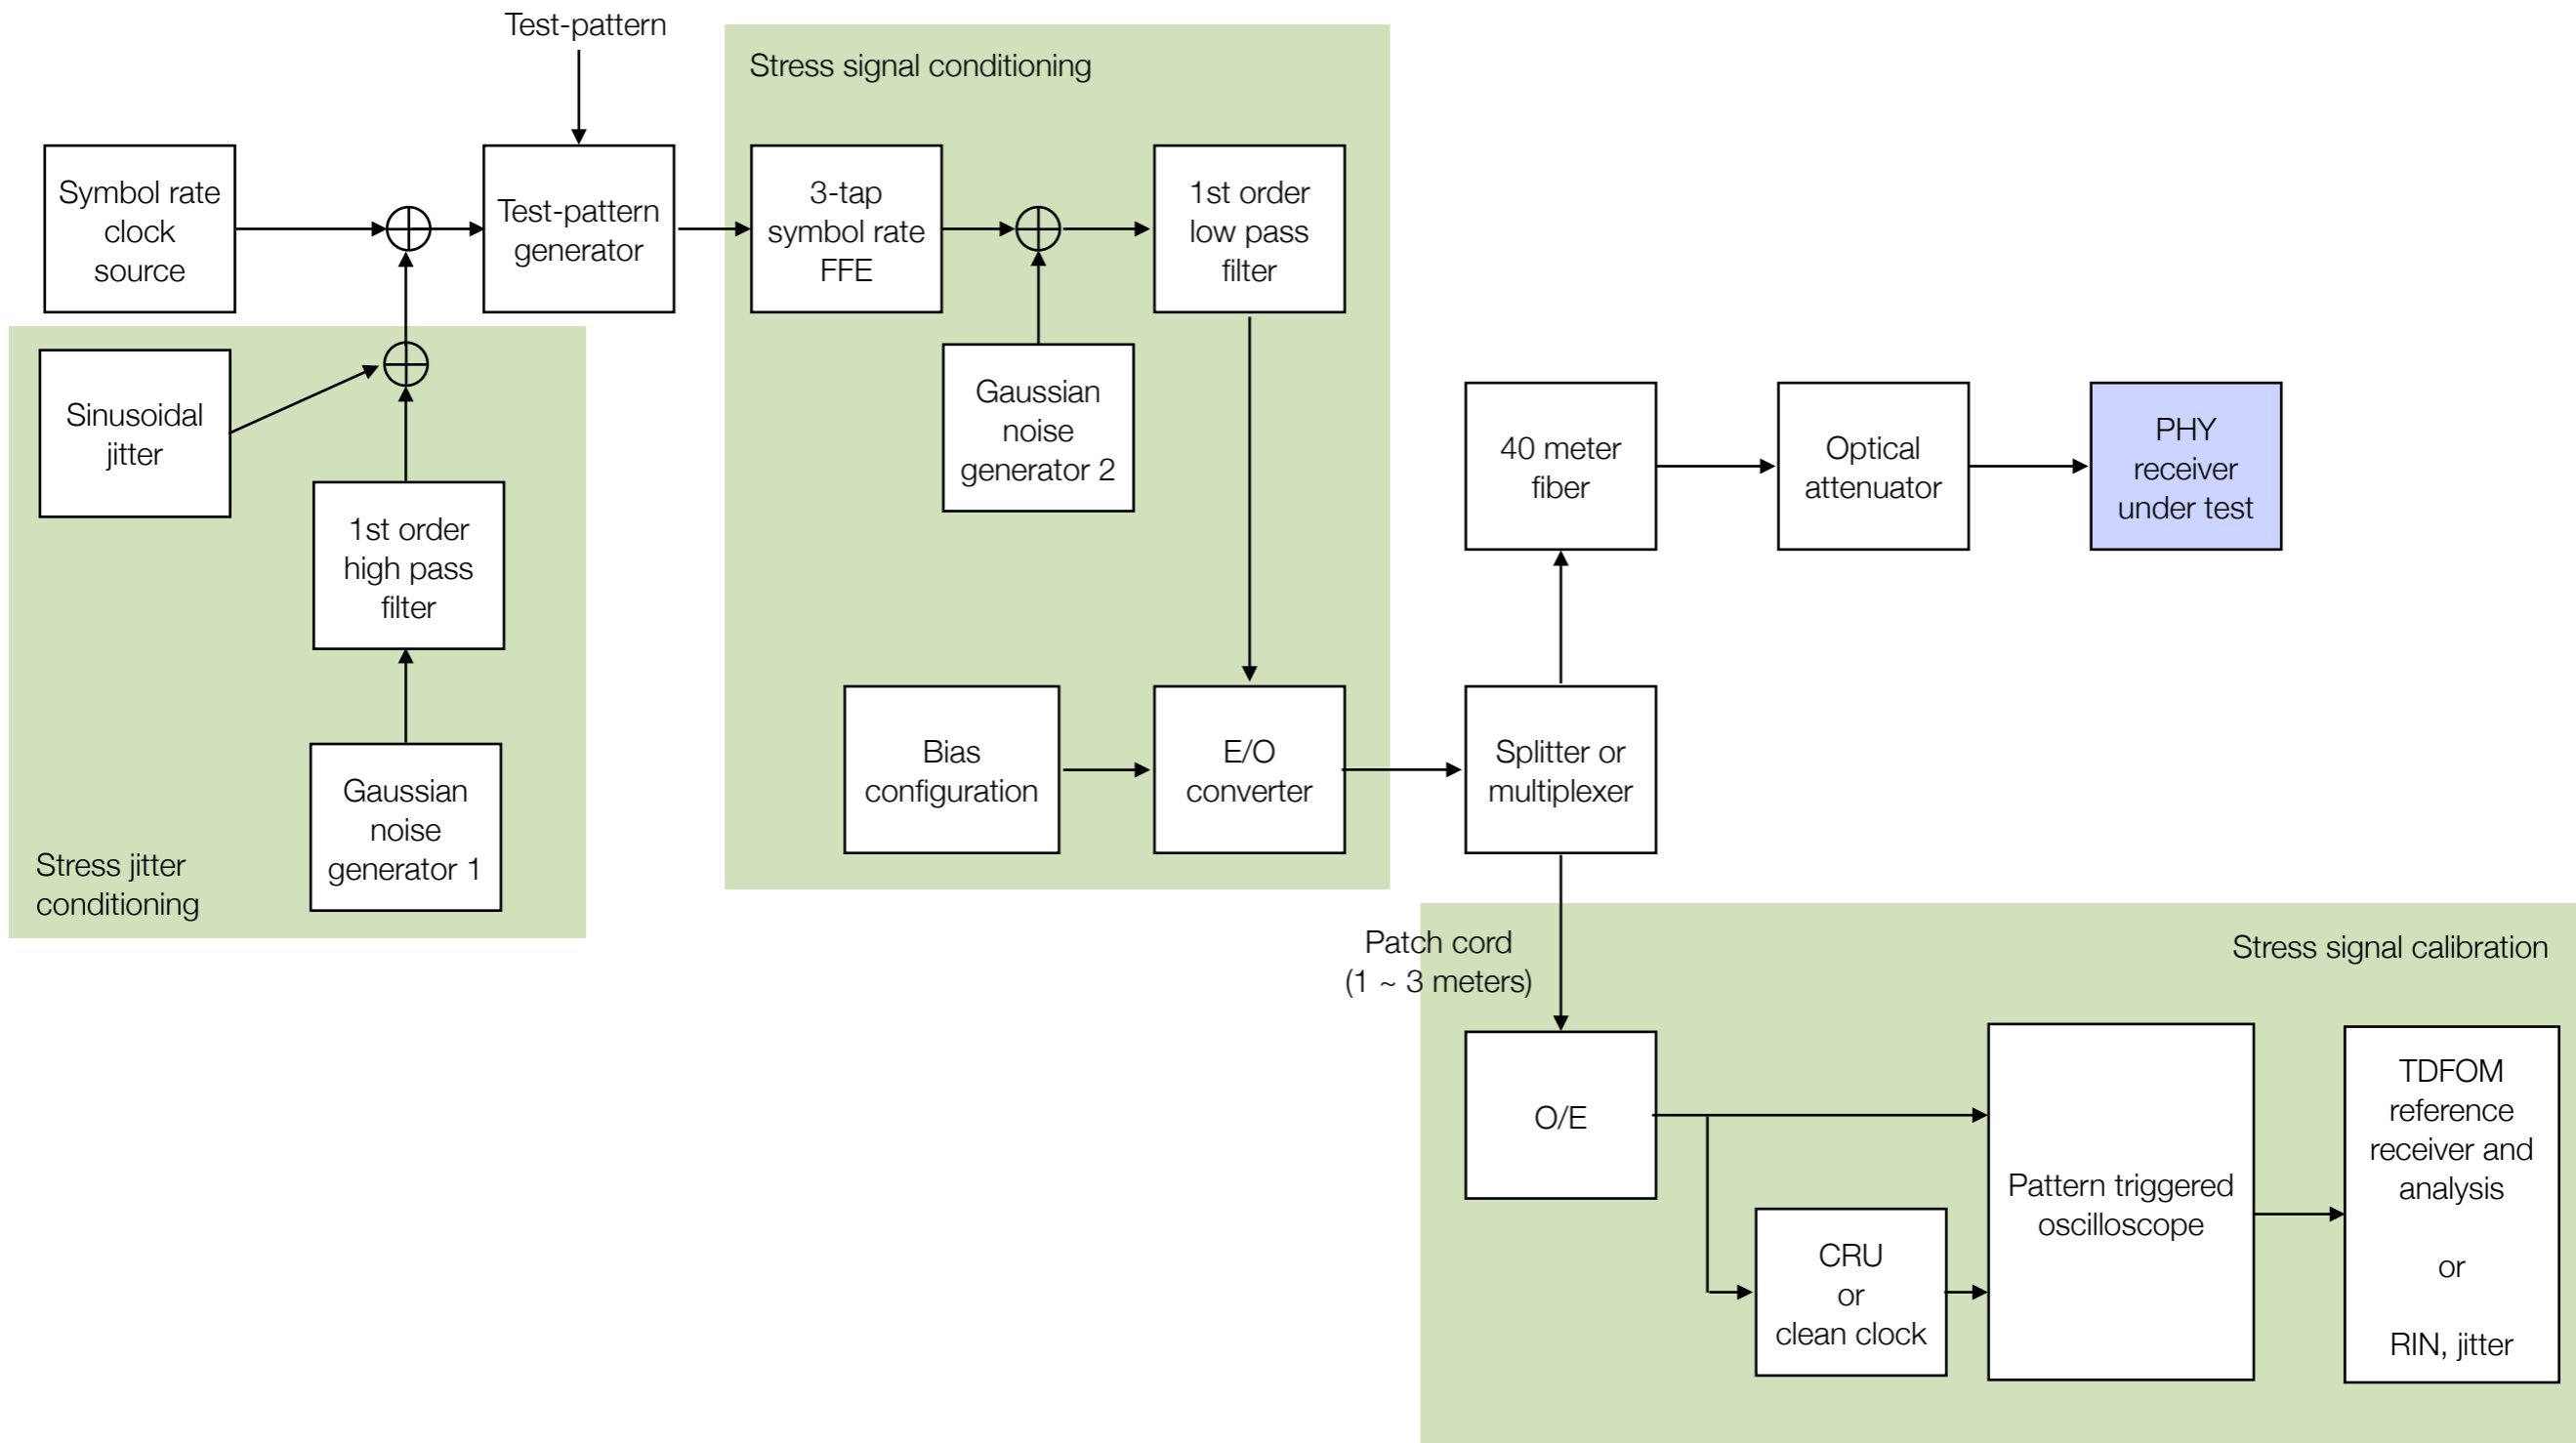 Test-pattern
Stress signal conditioning
Symbol rate
clock
source
Test-pattern
generator
3-tap
symbol rate
FFE
1st order
low pass
filter
Sinusoidal
jitter
Gaussian
noise
generator 2
40 meter
fiber
Optical
attenuator
PHY
receiver
under test
1st order
high pass
filter
Gaussian
noise
generator 1
Stress jitter
conditioning
Bias
configuration
E/O
converter
Splitter or
multiplexer
Patch cord
(1 ~ 3 meters)
Stress signal calibration
O/E
CRU
or
clean clock
Pattern triggered
oscilloscope
TDFOM
reference
receiver and
analysis
or
RIN, jitter